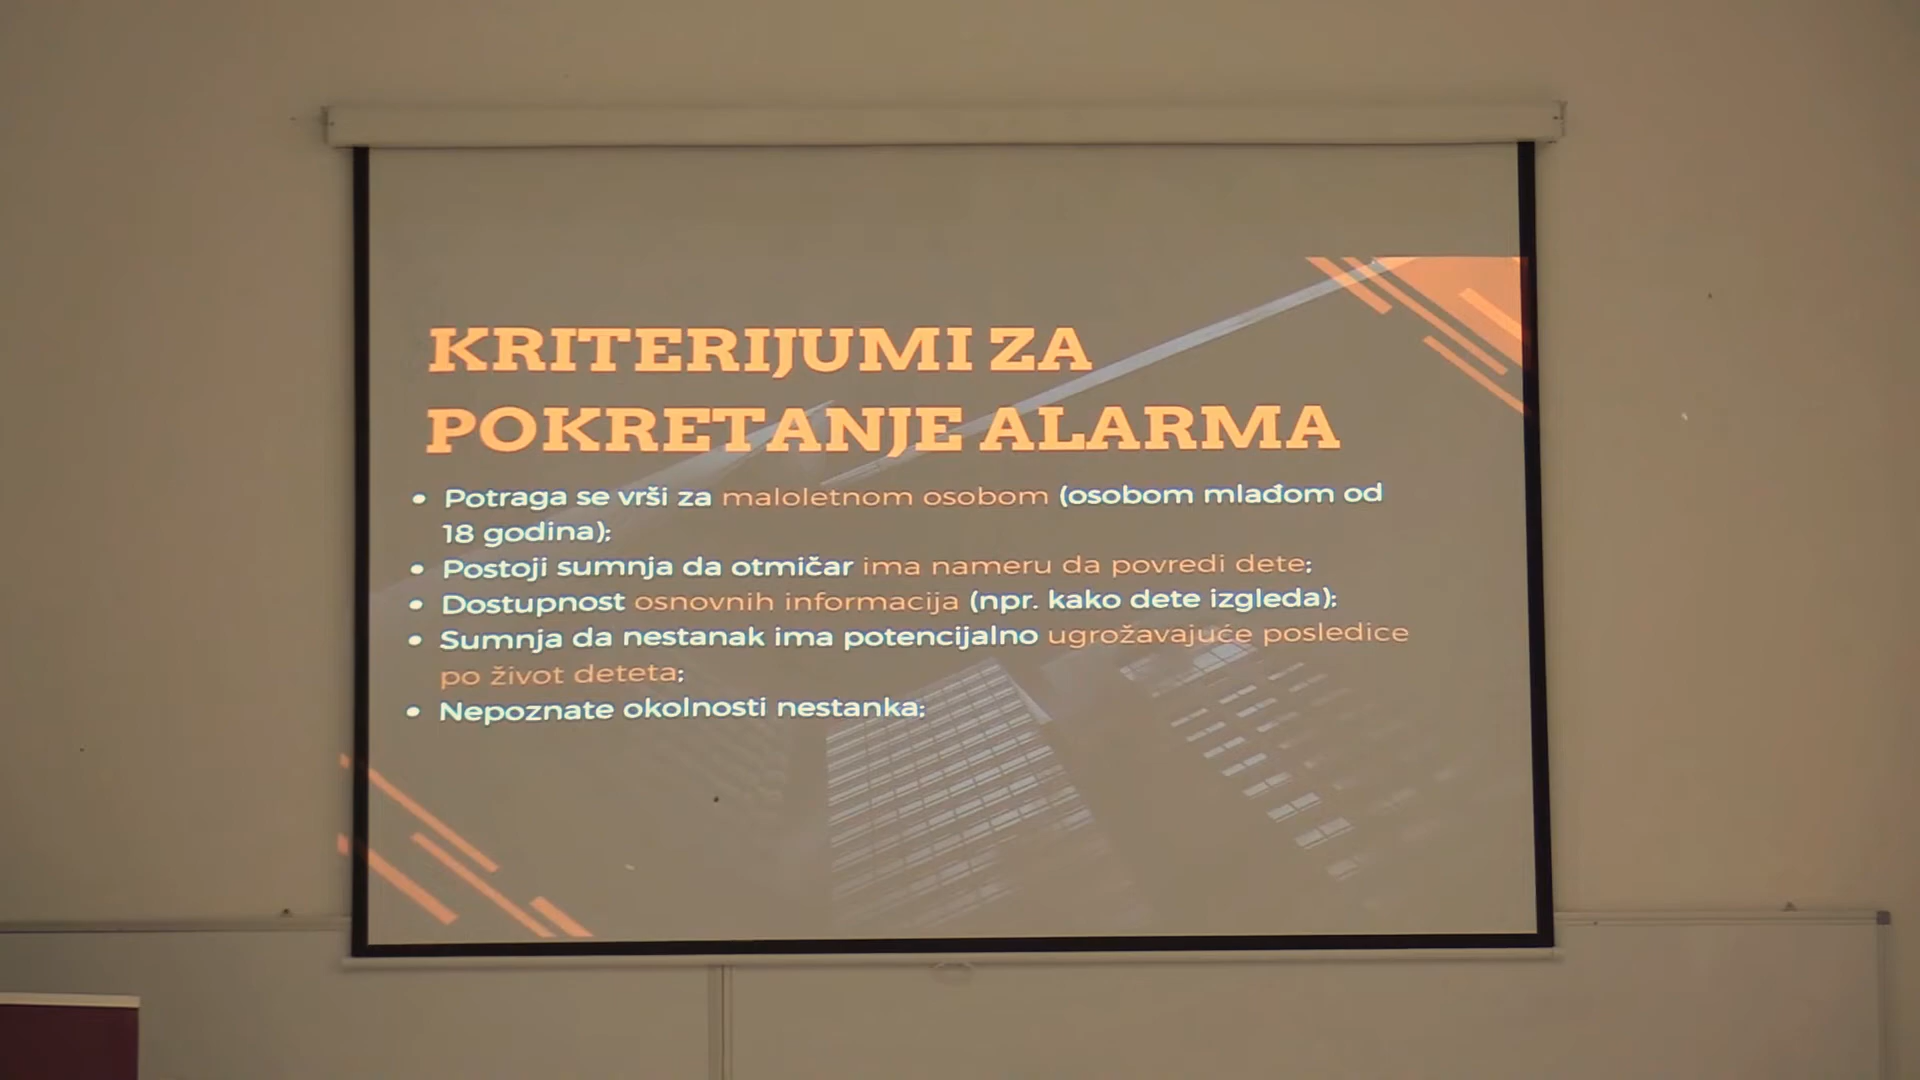 KRITERIJUMI ZA
POKRETANJE ALARMA
• Potraga se vrši za maloletnom osobom (osobom mlađom od
18 godina);
• Postoji sumnja da otmičar ima nameru da povredi dete;
• Dostupnost osnovnih informacija (npr. kako dete izgleda);
• Sumnja da nestanak ima potencijalno ugrožavajuće posledice
po život deteta;
• Nepoznate okolnosti nestanka;